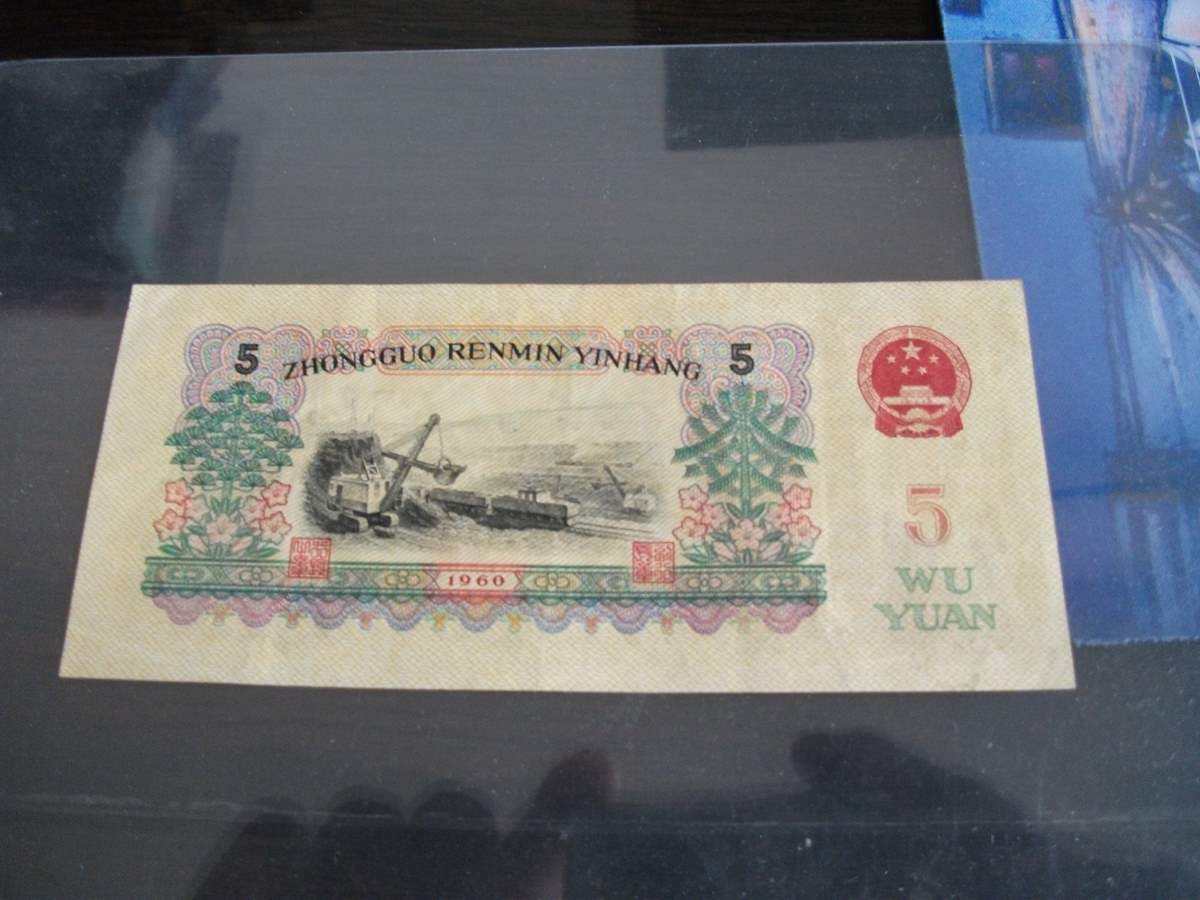 5 ZHONGGUO RENMIN YINHANG 5
1960
5
WU
YUAN